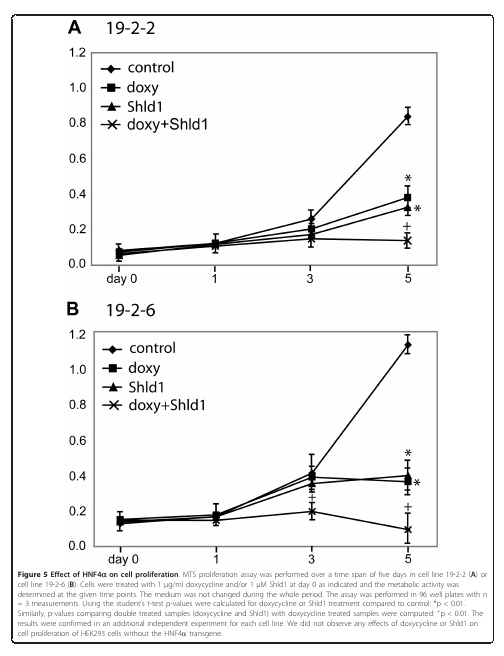 A 19-2-2
1.2
1.0
0.8
0.6
0.4
0.2
0.0
control
doxy
Shld1
doxy+Shld1
*
*
+
day 0 1 3 5
B 19-2-6
1.2
1.0
0.8
0.6
0.4
0.2
0.0
control
doxy
Shld1
doxy+Shld1
*
*
+
+
day 0 1 3 5
Figure 5 Effect of HNF4α on cell proliferation. MTS proliferation assay was performed over a time span of five days in cell line 19-2-2 (A) or
cell line 19-2-6 (B). Cells were treated with 1 μg/ml doxycycline and/or 1 μM Shld1 at day 0 as indicated and the metabolic activity was
determined at the given time points. The medium was not changed during the whole period. The assay was performed in 96 well plates with n
= 3 measurements. Using the student's t-test p-values were calculated for doxycycline or Shld1 treatment compared to control: *p < 0.01.
Similarly, p-values comparing double treated samples (doxycycline and Shld1) with doxycycline treated samples were computed: +p < 0.01. The
results were confirmed in an additional independent experiment for each cell line. We did not observe any effects of doxycycline or Shld1 on
cell proliferation of HEK293 cells without the HNF4α transgene.